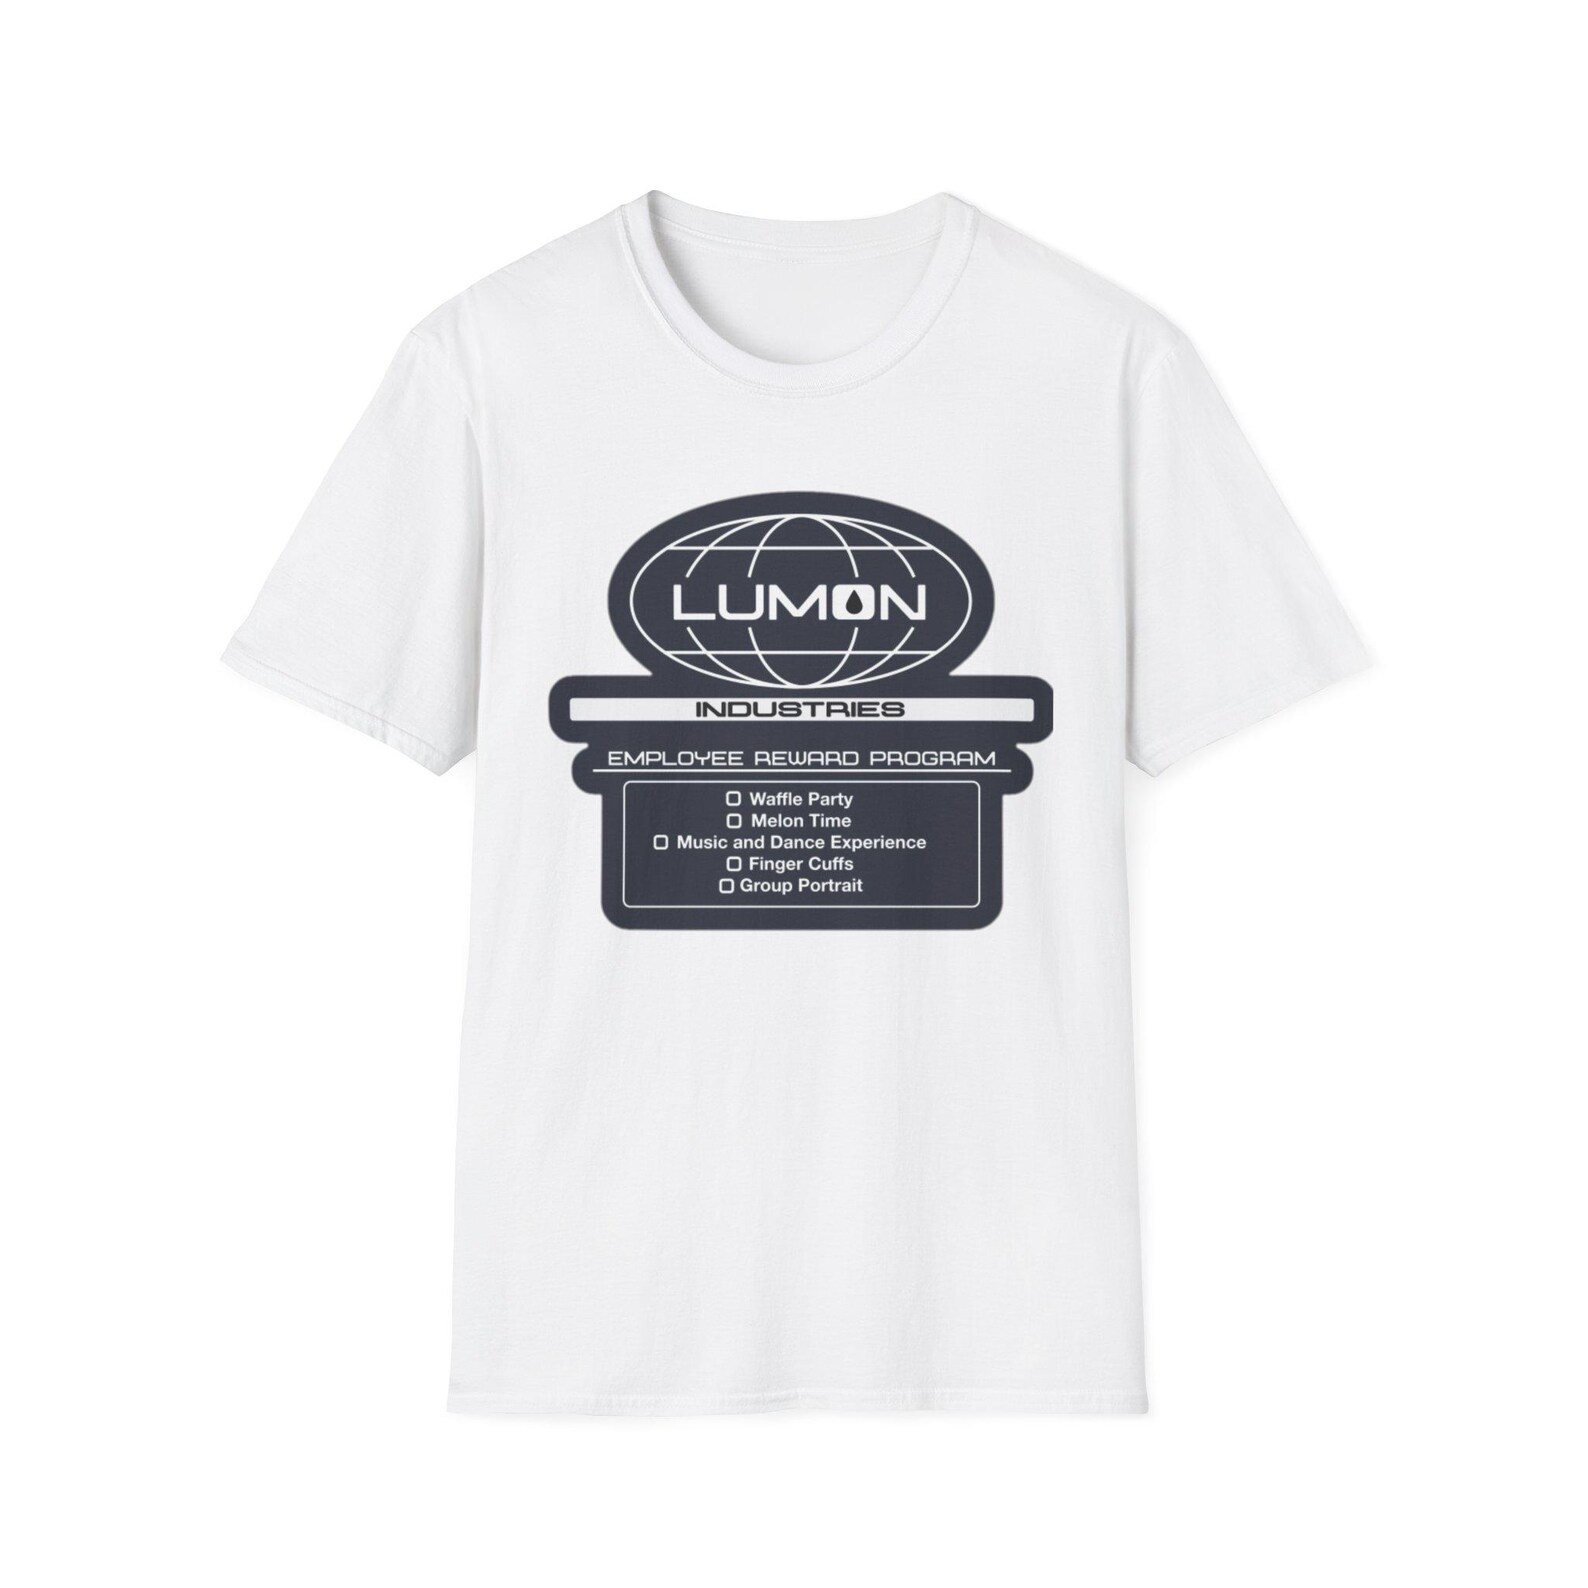 LUMON
INDUSTRIES
EMPLOYEE REWARD PROGRAM
Waffle Party
Melon Time
Music and Dance Experience
Finger Cuffs
Group Portrait